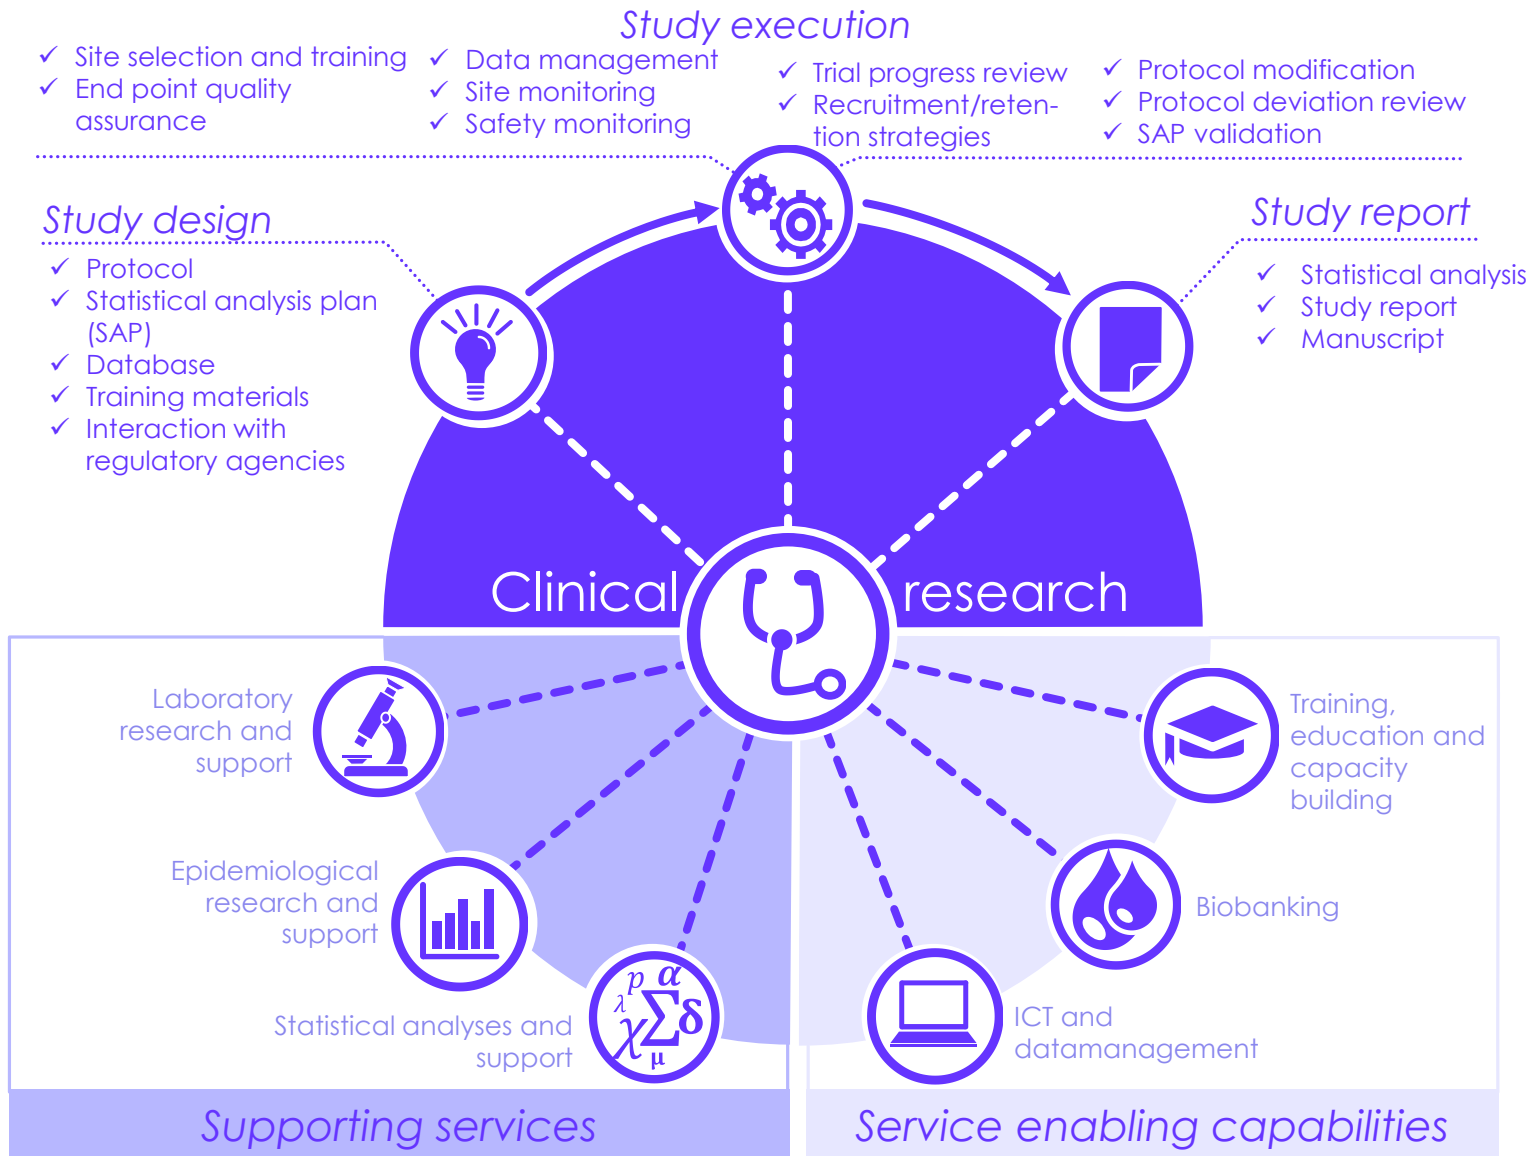 Study execution
✓ Site selection and training
✓ End point quality
assurance
✓ Data management
✓ Site monitoring
✓ Safety monitoring
✓ Trial progress review
✓ Recruitment/reten-
tion strategies
✓ Protocol modification
✓ Protocol deviation review
✓ SAP validation
Study design
✓ Protocol
✓ Statistical analysis plan
(SAP)
✓ Database
✓ Training materials
✓ Interaction with
regulatory agencies
Study report
✓ Statistical analysis
✓ Study report
✓ Manuscript
Clinical research
Laboratory
research and
support
Epidemiological
research and
support
Statistical analyses and
support
λ p α
χ Σ δ
μ
Training,
education and
capacity
building
Biobanking
ICT and
datamanagement
Supporting services
Service enabling capabilities